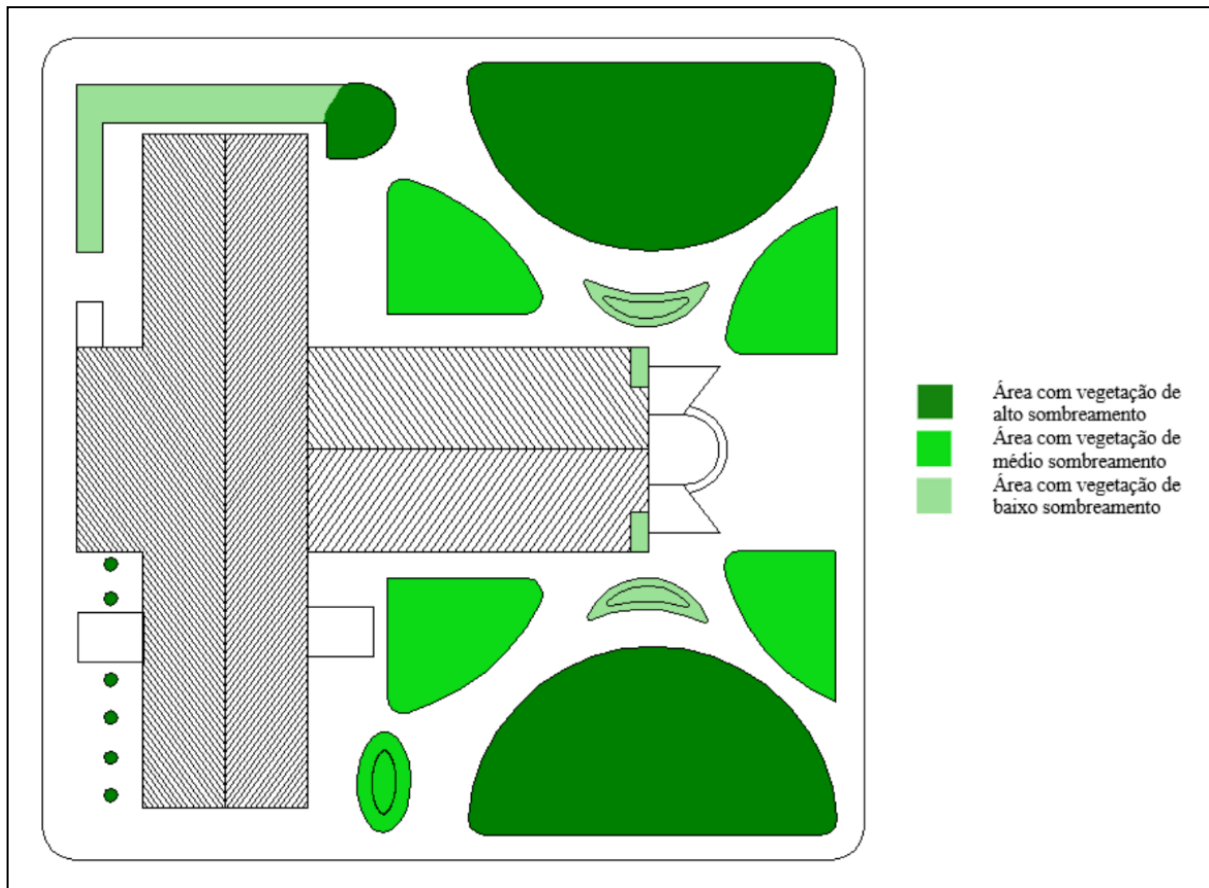 Área com vegetação de
alto sombreamento
Área com vegetação de
médio sombreamento
Área com vegetação de
baixo sombreamento